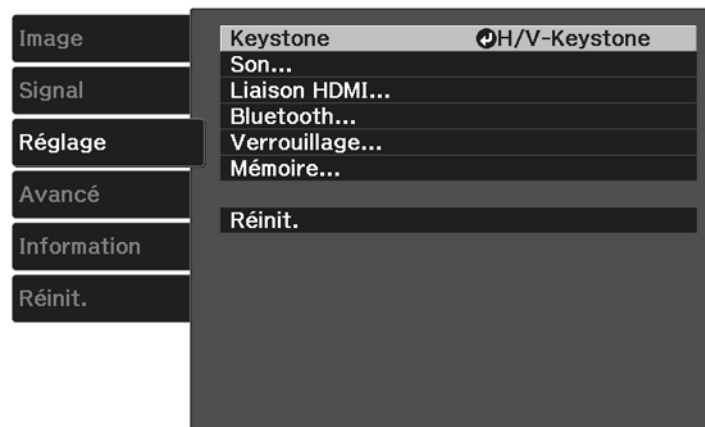 Image
Signal
Réglage
Avancé
Information
Réinit.
Keystone H/V-Keystone
Son...
Liaison HDMI...
Bluetooth...
Verrouillage...
Mémoire...
Réinit.